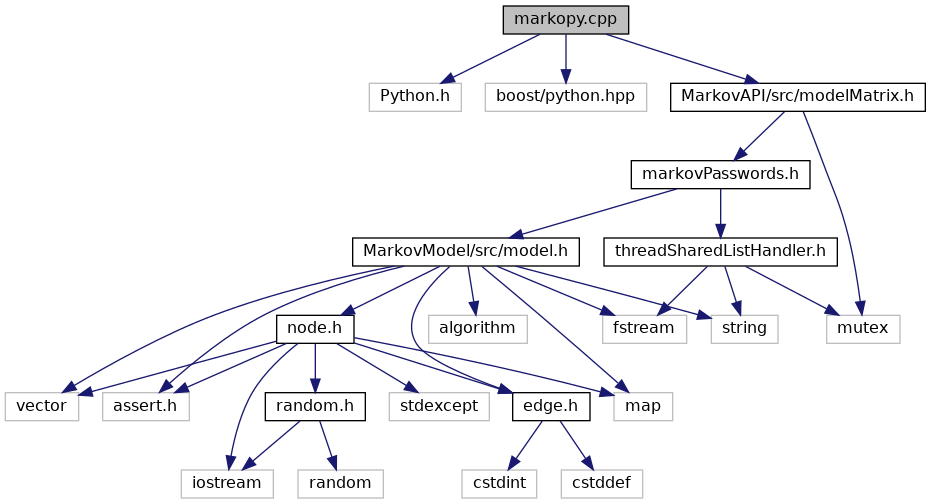 markopy.cpp
Python.h
boost/python.hpp
MarkovAPI/src/modelMatrix.h
markovPasswords.h
MarkovModel/src/model.h
threadSharedListHandler.h
node.h
algorithm
fstream
string
mutex
vector
assert.h
random.h
stdexcept
edge.h
map
iostream
random
cstdint
cstddef